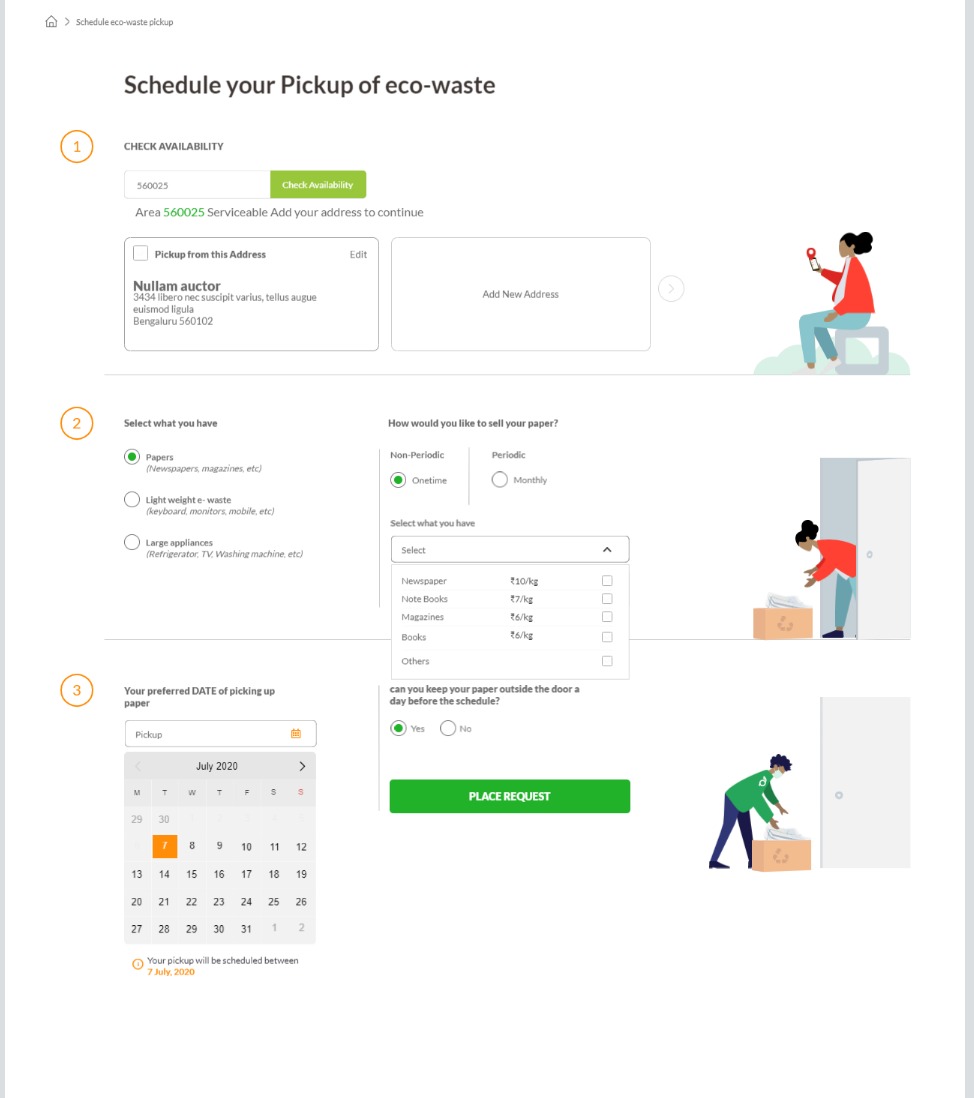 Schedule eco-waste pickup
Schedule your Pickup of eco-waste
1
CHECK AVAILABILITY
560025
Check Availability
Area 560025 Serviceable Add your address to continue
Pickup from this Address
Edit
Nullam auctor
3434 libero nec suscipit varius, tellus augue
euismod ligula
Bengaluru 560102
Add New Address
2
Select what you have
Papers
(Newspapers, magazines, etc)
Light weight e- waste
(keyboard, monitors, mobile, etc)
Large appliances
(Refrigerator, TV, Washing machine, etc)
How would you like to sell your paper?
Non-Periodic
Periodic
Onetime
Monthly
Select what you have
Select
Newspaper ₹10/kg
Note Books ₹7/kg
Magazines ₹6/kg
Books ₹6/kg
Others
3
Your preferred DATE of picking up
paper
Pickup
July 2020
M T W T F S S
29 30
7 8 9 10 11 12
13 14 15 16 17 18 19
20 21 22 23 24 25 26
27 28 29 30 31 1 2
Your pickup will be scheduled between
7 July, 2020
can you keep your paper outside the door a
day before the schedule?
Yes
No
PLACE REQUEST